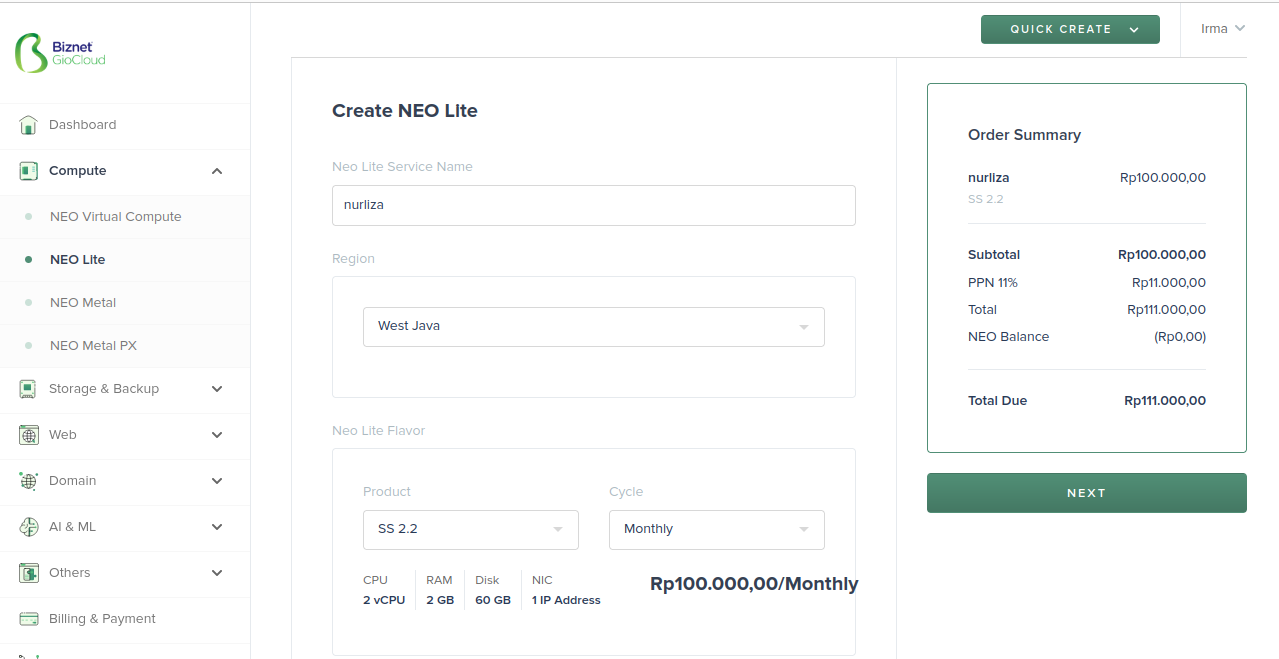 Biznet
GioCloud
QUICK CREATE
Irma
Dashboard
Compute
NEO Virtual Compute
NEO Lite
NEO Metal
NEO Metal PX
Storage & Backup
Web
Domain
AI & ML
Others
Billing & Payment
Create NEO Lite
Neo Lite Service Name
nurliza
Region
West Java
Neo Lite Flavor
Product
Cycle
SS 2.2
Monthly
CPU RAM Disk NIC
2 vCPU 2 GB 60 GB 1 IP Address
Rp100.000,00/Monthly
Order Summary
nurliza Rp100.000,00
SS 2.2
Subtotal Rp100.000,00
PPN 11% Rp11.000,00
Total Rp111.000,00
NEO Balance (Rp0,00)
Total Due Rp111.000,00
NEXT